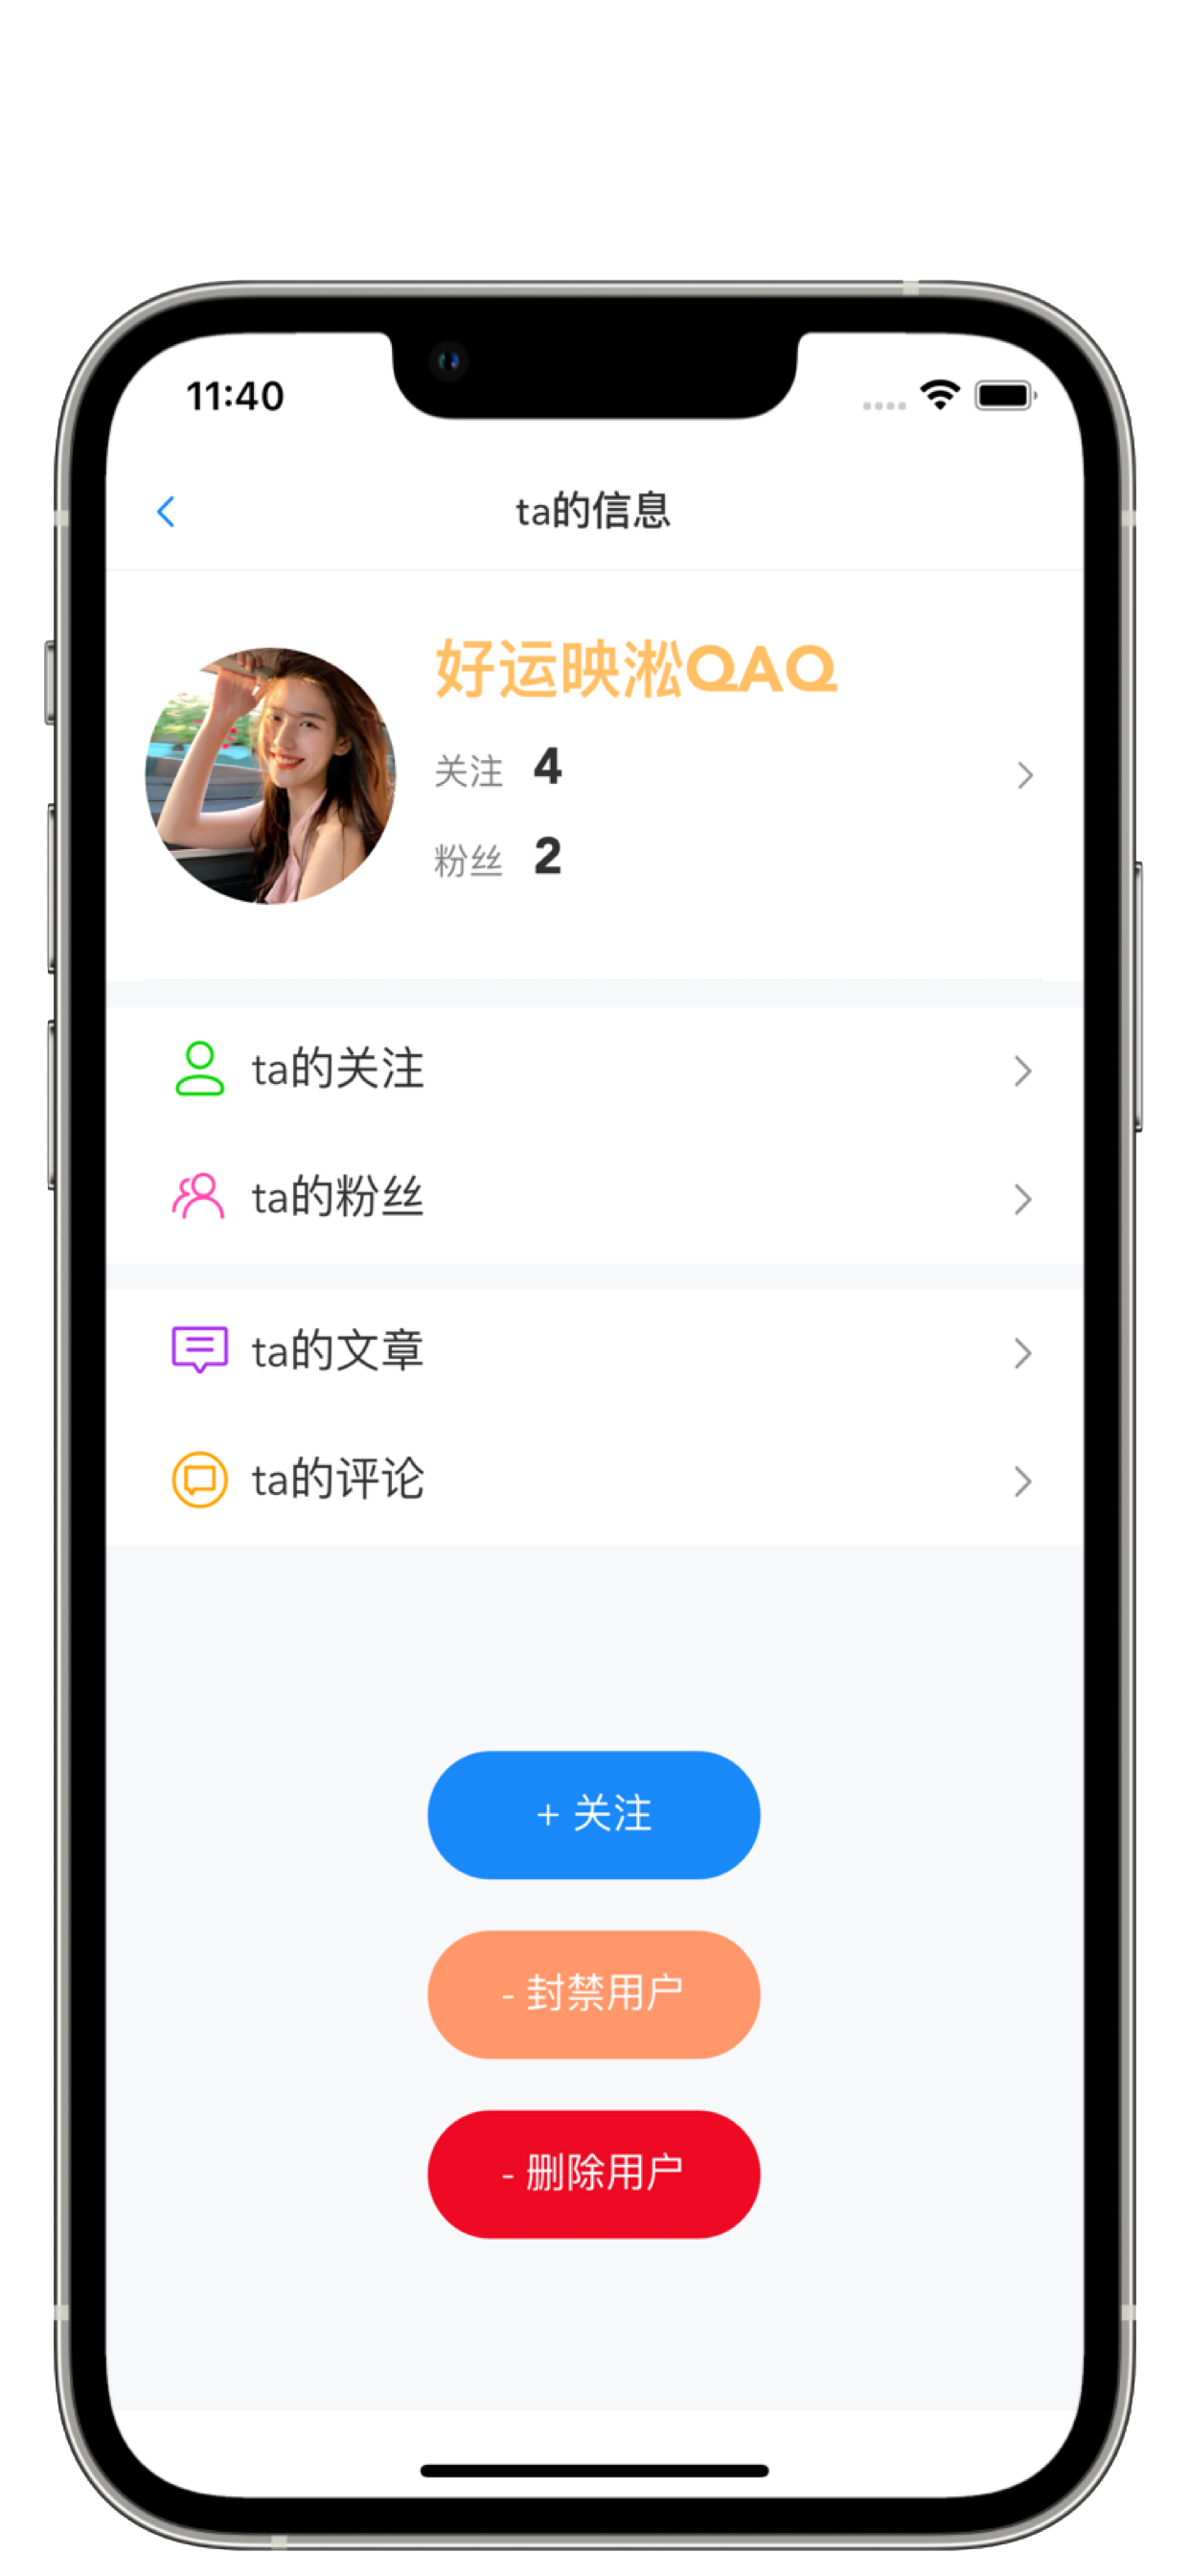 11:40
ta的信息
好运映淞QAQ
关注 4
粉丝 2
ta的关注
ta的粉丝
ta的文章
ta的评论
+ 关注
- 封禁用户
- 删除用户